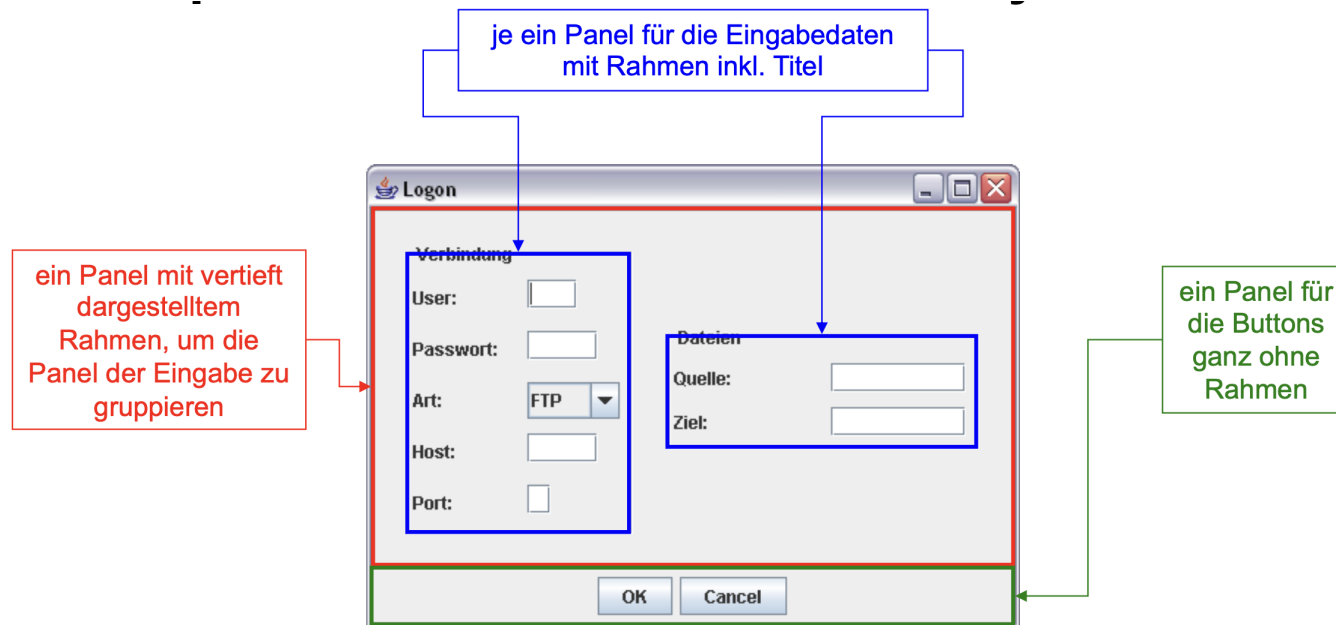 je ein Panel für die Eingabedaten
mit Rahmen inkl. Titel
Logon
ein Panel mit vertieft
dargestelltem
Rahmen, um die
Panel der Eingabe zu
gruppieren
Verbindung
User:
Passwort:
Art:
FTP
Host:
Port:
Dateien
Quelle:
Ziel:
ein Panel für
die Buttons
ganz ohne
Rahmen
OK
Cancel